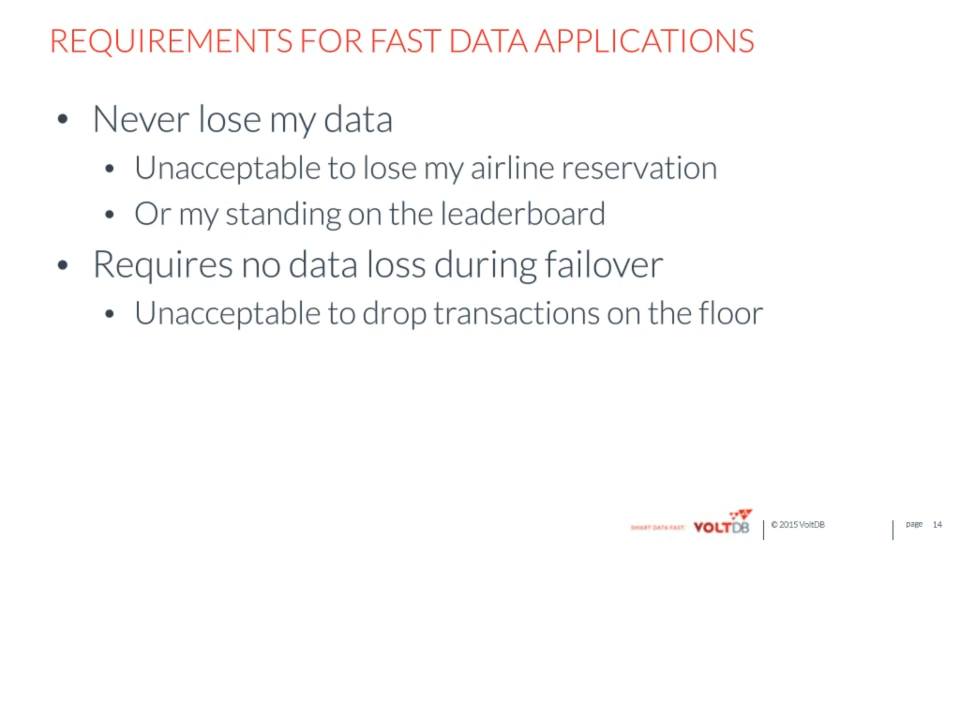 REQUIREMENTS FOR FAST DATA APPLICATIONS
• Never lose my data
• Unacceptable to lose my airline reservation
• Or my standing on the leaderboard
• Requires no data loss during failover
• Unacceptable to drop transactions on the floor
SMART DATA FAST. VOLTDB © 2015 VoltDB page 14